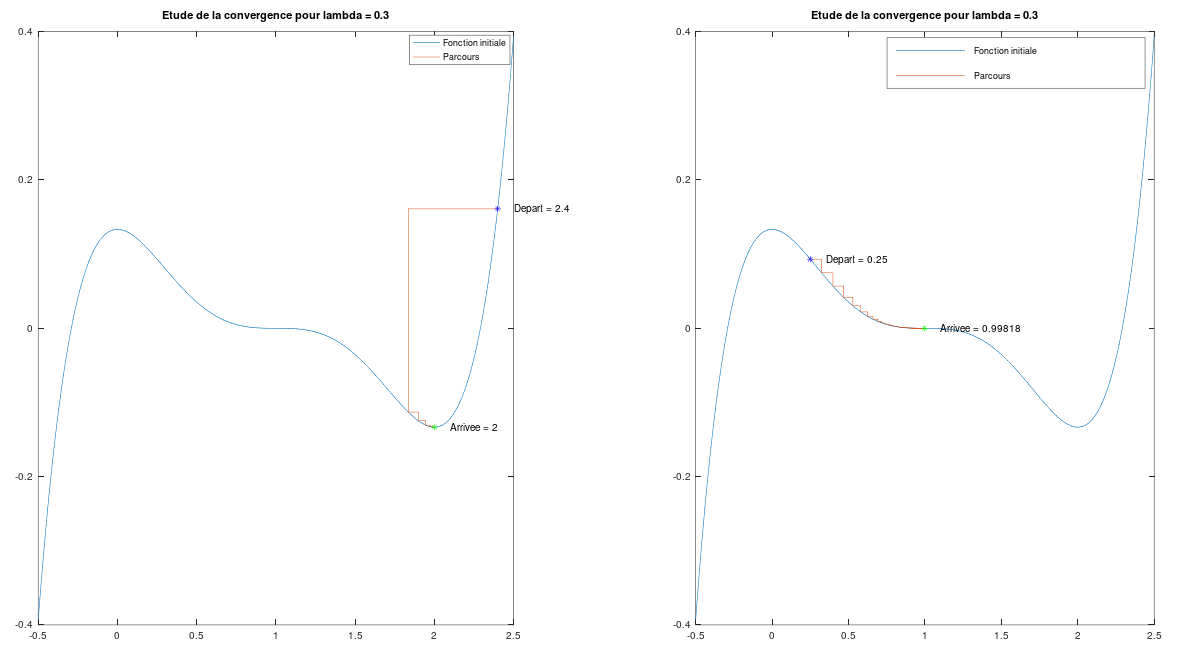 Etude de la convergence pour lambda = 0.3
Fonction initiale
Parcours
0.4
0.2
0
-0.2
-0.4
-0.5
0
0.5
1
1.5
2
2.5
Depart = 2.4
Arrivee = 2
Etude de la convergence pour lambda = 0.3
Fonction initiale
Parcours
0.4
0.2
0
-0.2
-0.4
-0.5
0
0.5
1
1.5
2
2.5
Depart = 0.25
Arrivee = 0.99818